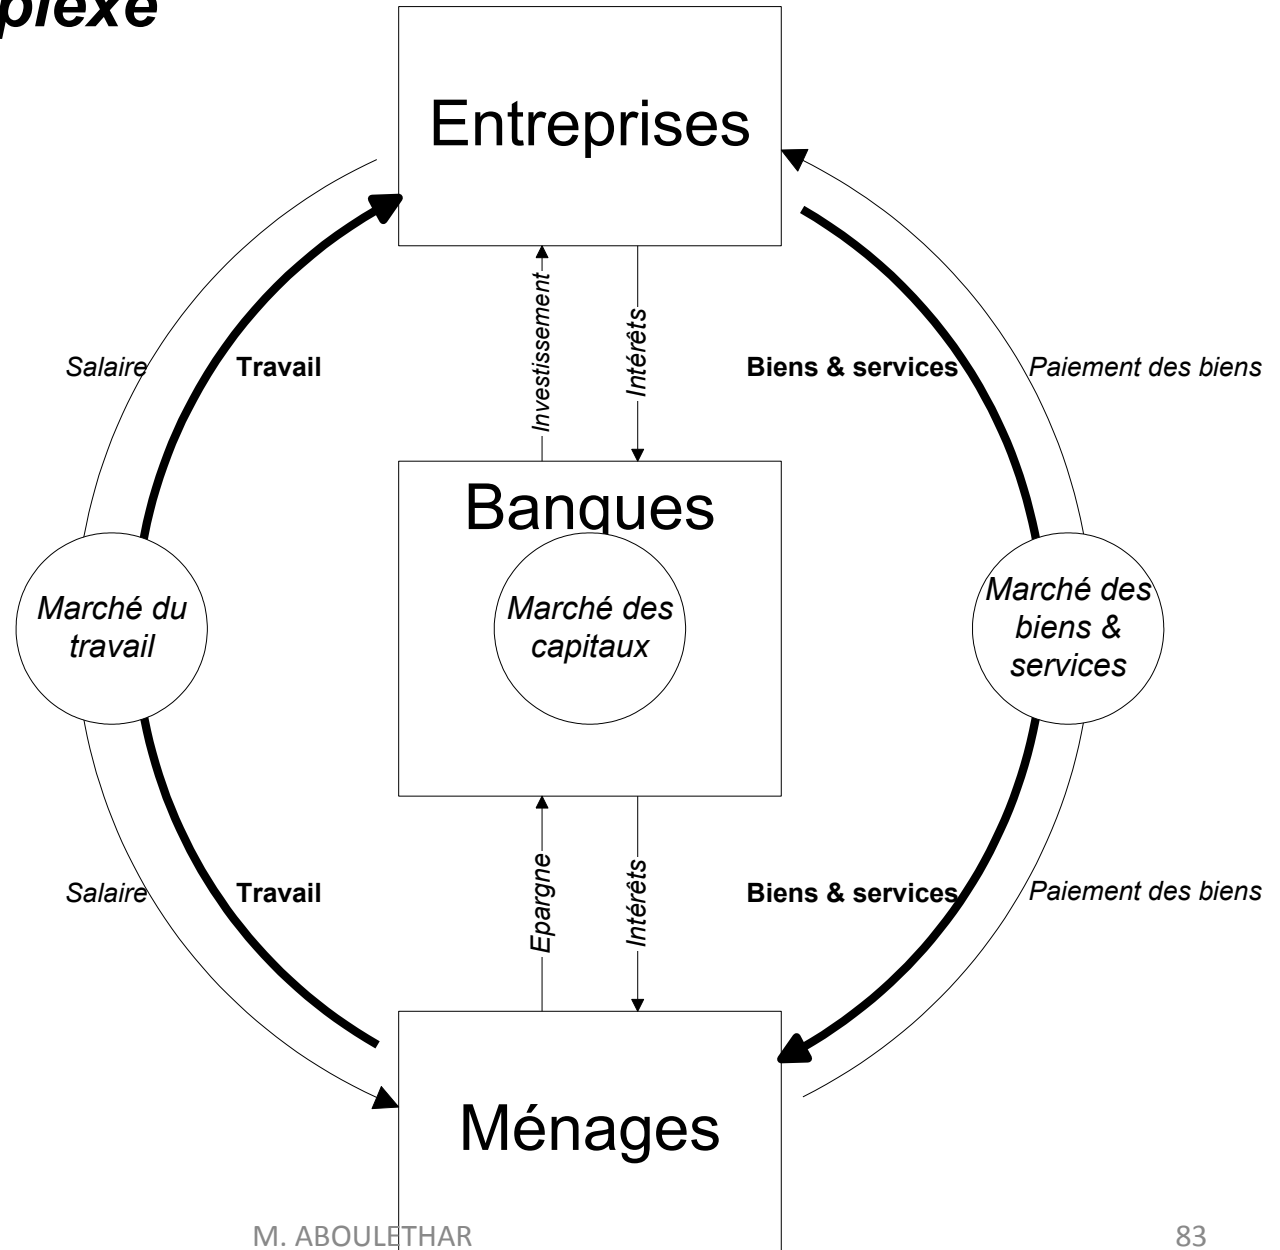 plexe
Entreprises
Investissement
Intérêts
Salaire
Travail
Biens & services
Paiement des biens
Banques
Marché du
travail
Marché des
capitaux
Marché des
biens &
services
Epargne
Intérêts
Salaire
Travail
Biens & services
Paiement des biens
Ménages
M. ABOULETHAR
83